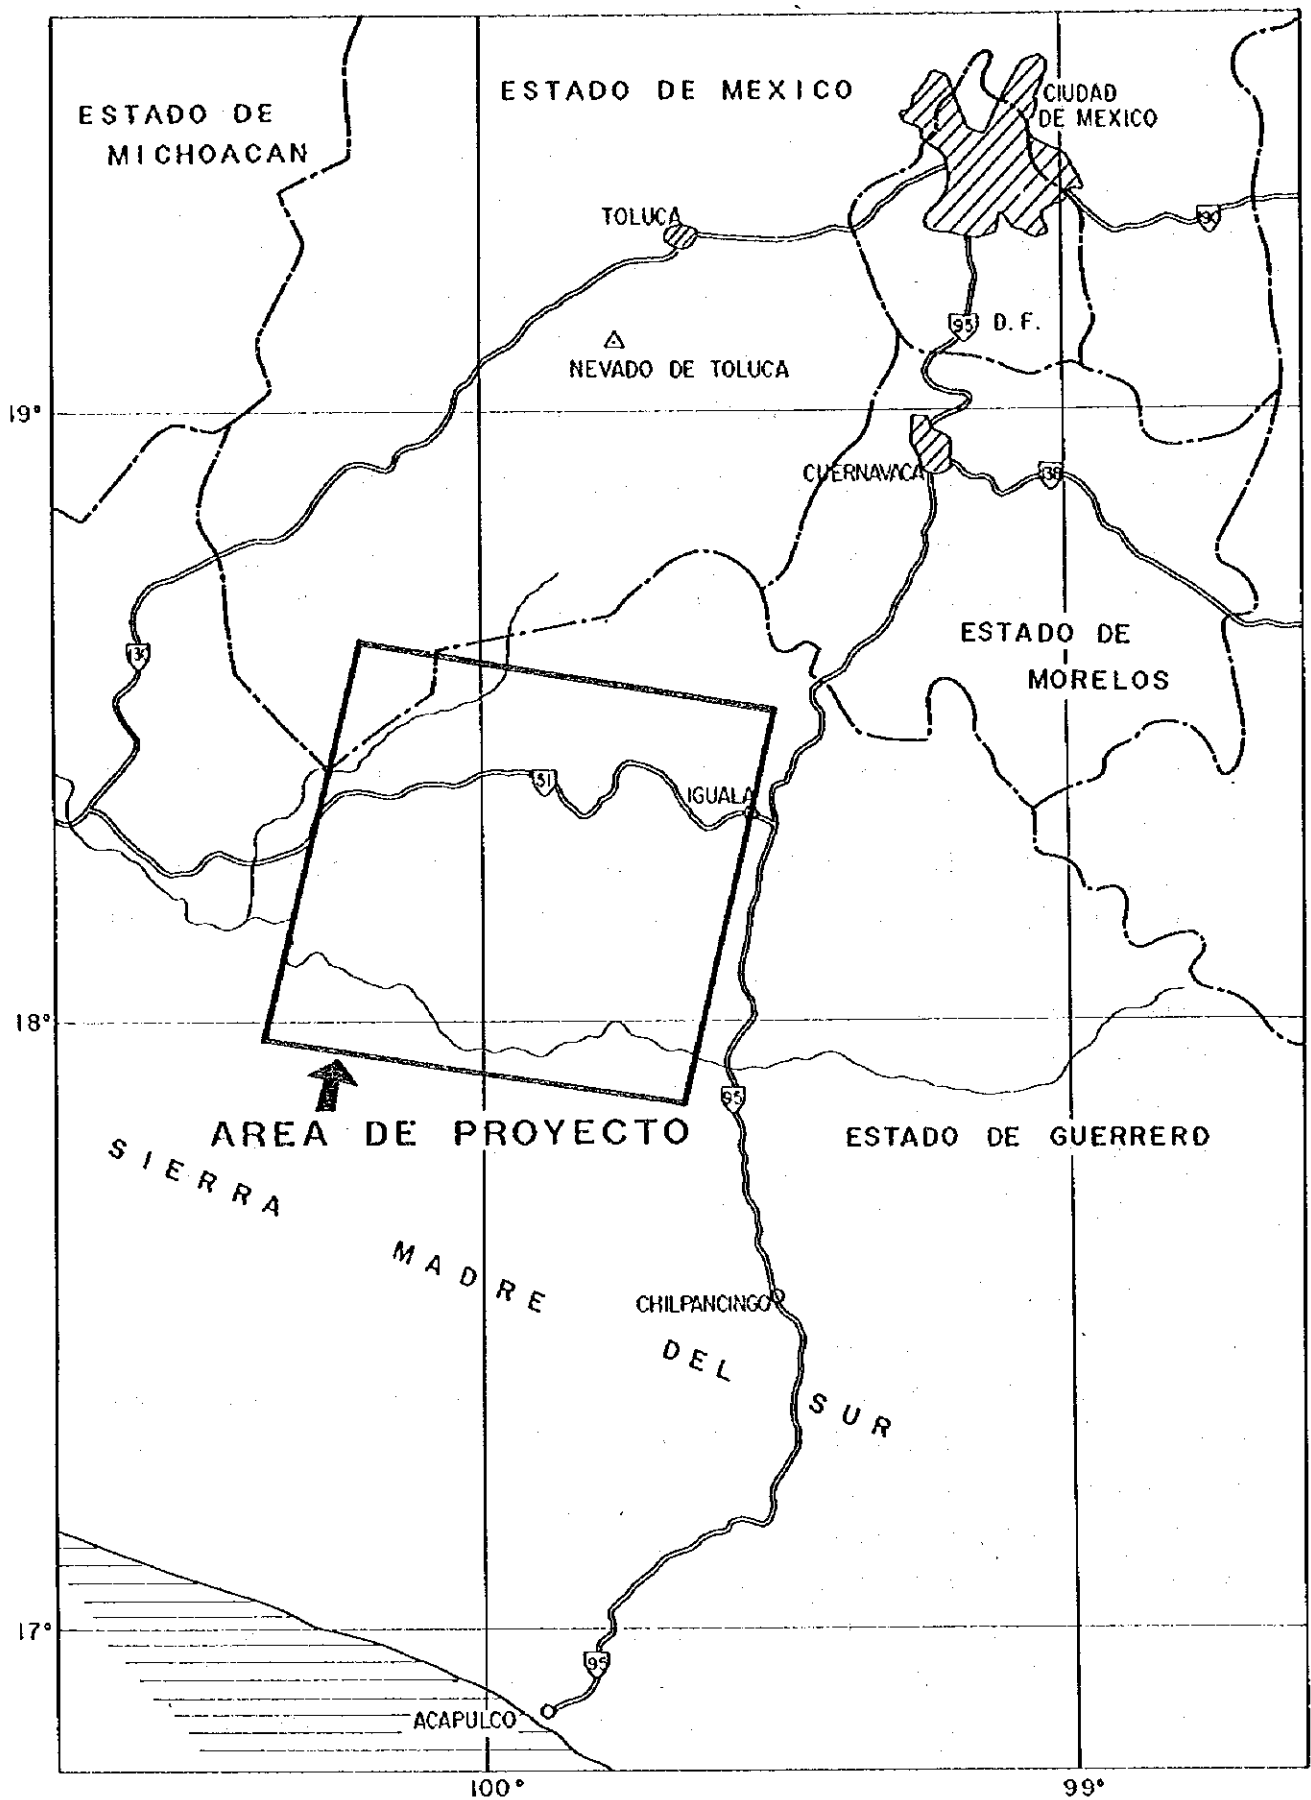 ESTADO DE MEXICO
CIUDAD
DE MEXICO
ESTADO DE
MICHOACAN
TOLUCA
90
95
D. F.
NEVADO DE TOLUCA
19°
CUERNAVACA
138
ESTADO DE
MORELOS
51
IGUALA
18°
95
AREA DE PROYECTO
ESTADO DE GUERRERO
SIERRA
MADRE
DEL
SUR
CHILPANCINGO
17°
95
ACAPULCO
100°
99°